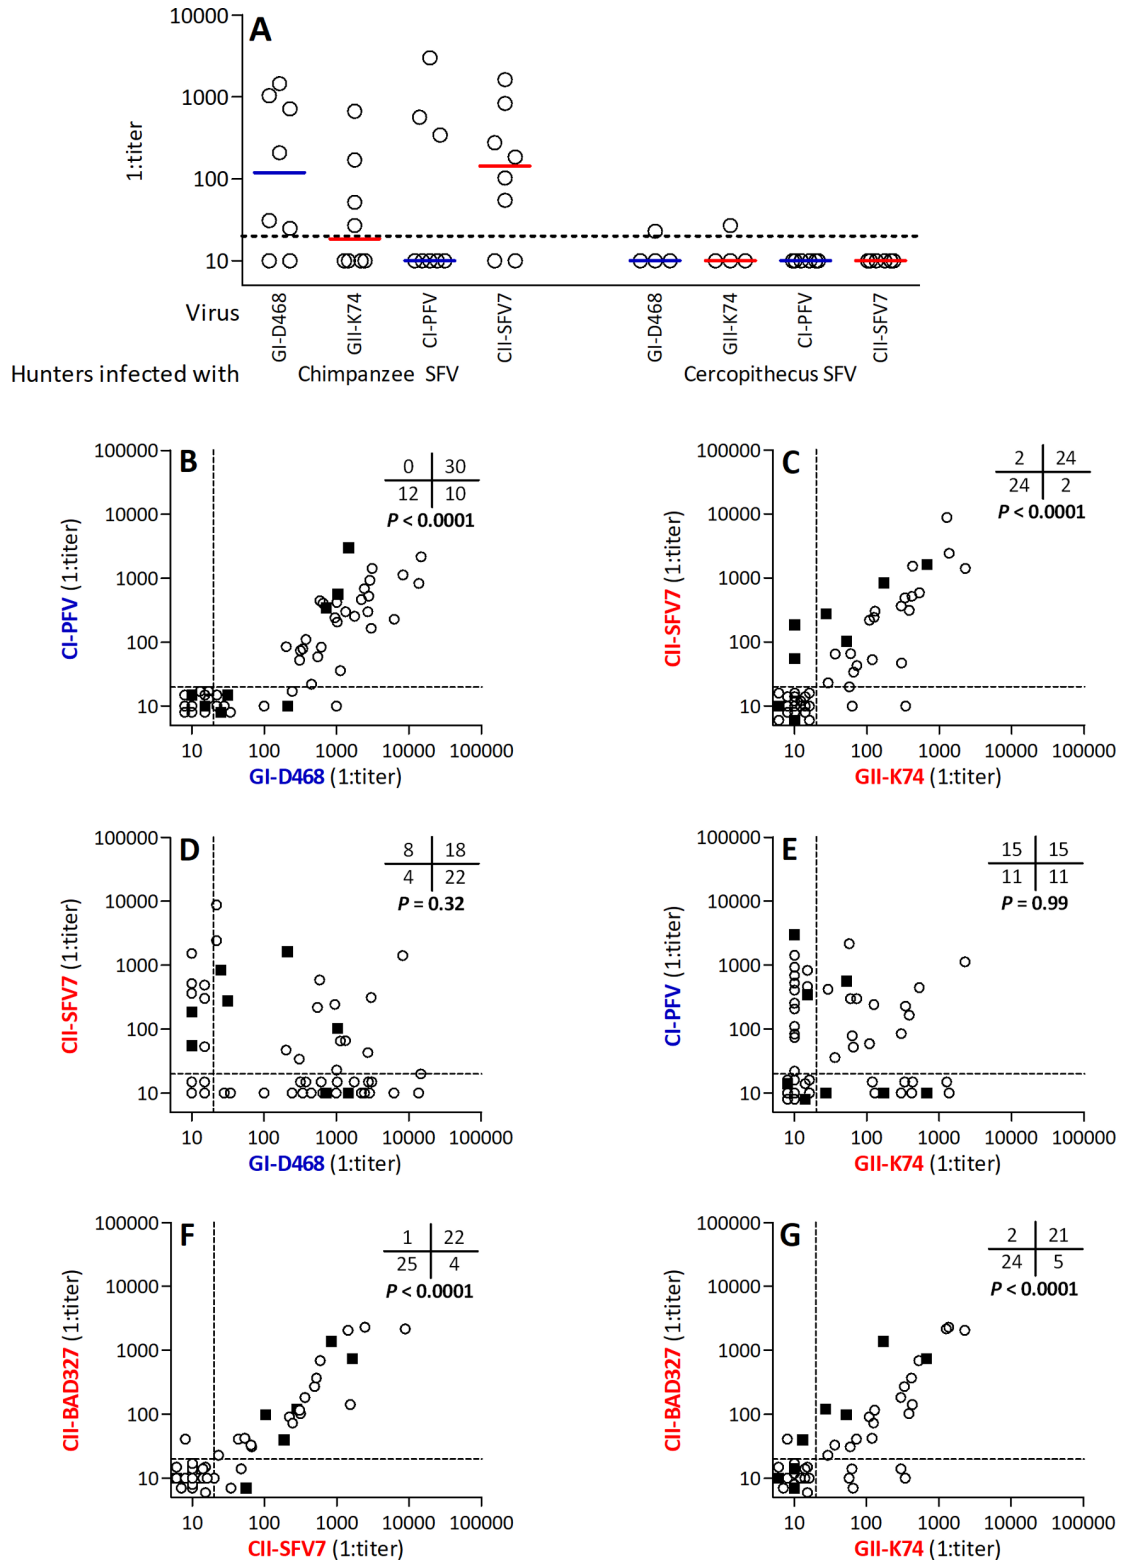 A
10000
1000
100
10
1:titer
Virus
GI-D468
GII-K74
CI-PFV
CII-SFV7
GI-D468
GII-K74
CI-PFV
CII-SFV7
Hunters infected with
Chimpanzee SFV
Cercopithecus SFV
B
100000
10000
1000
100
10
CI-PFV (1:titer)
0 30
12 10
P < 0.0001
10 100 1000 10000 100000
GI-D468 (1:titer)
C
100000
10000
1000
100
10
CII-SFV7 (1:titer)
2 24
24 2
P < 0.0001
10 100 1000 10000 100000
GII-K74 (1:titer)
D
100000
10000
1000
100
10
CII-SFV7 (1:titer)
8 18
4 22
P = 0.32
10 100 1000 10000 100000
GI-D468 (1:titer)
E
100000
10000
1000
100
10
CI-PFV (1:titer)
15 15
11 11
P = 0.99
10 100 1000 10000 100000
GII-K74 (1:titer)
F
100000
10000
1000
100
10
CII-BAD327 (1:titer)
1 22
25 4
P < 0.0001
10 100 1000 10000 100000
CII-SFV7 (1:titer)
G
100000
10000
1000
100
10
CII-BAD327 (1:titer)
2 21
24 5
P < 0.0001
10 100 1000 10000 100000
GII-K74 (1:titer)